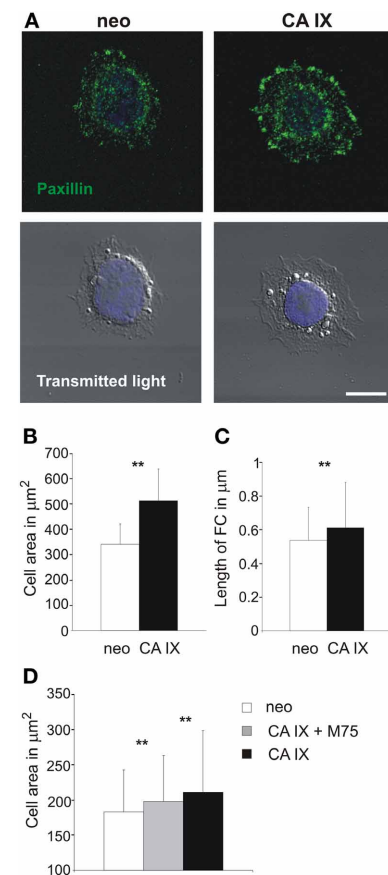 A
neo
CA IX
Paxillin
Transmitted light
B
**
Cell area in μm²
700
600
500
400
300
200
100
0
neo CA IX
C
**
Length of FC in μm
1
0.8
0.6
0.4
0.2
0
neo CA IX
D
**
**
Cell area in μm²
350
300
250
200
150
100
neo
CA IX + M75
CA IX